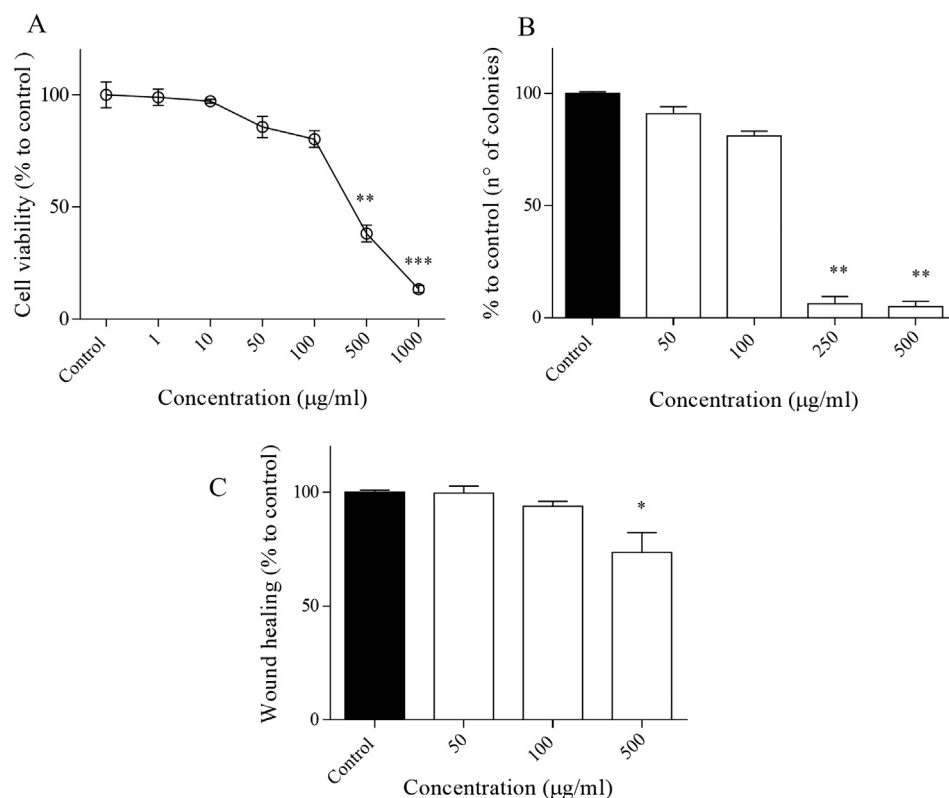 A
Cell viability (% to control )
100
50
0
**
***
Control
1
10
50
100
500
1000
Concentration (μg/ml)
B
% to control (n° of colonies)
100
50
0
**
**
Control
50
100
250
500
Concentration (μg/ml)
C
Wound healing (% to control)
100
50
0
*
Control
50
100
500
Concentration (μg/ml)